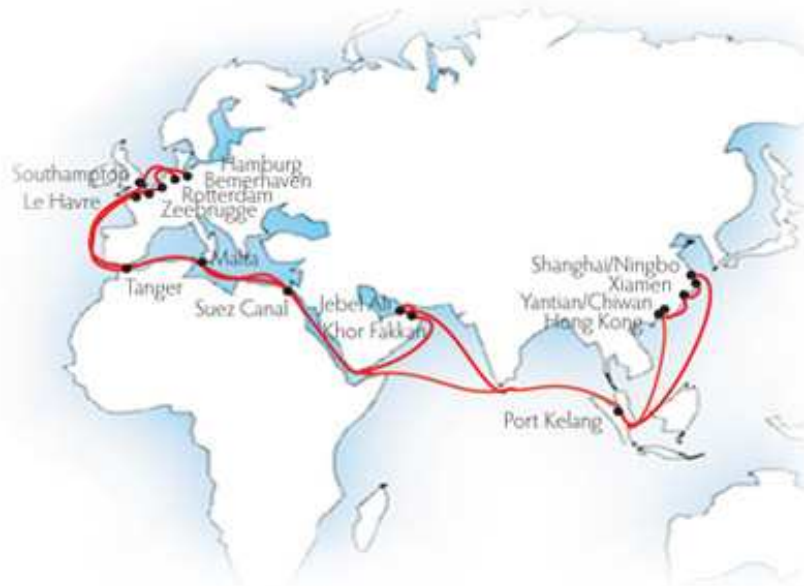 Southampton
Hamburg
Bemerhaven
Le Havre
Rotterdam
Zeebrugge
Malta
Tanger
Suez Canal
Jebel Ali
Khor Fakkan
Shanghai/Ningbo
Xiamen
Yantian/Chiwan
Hong Kong
Port Kelang